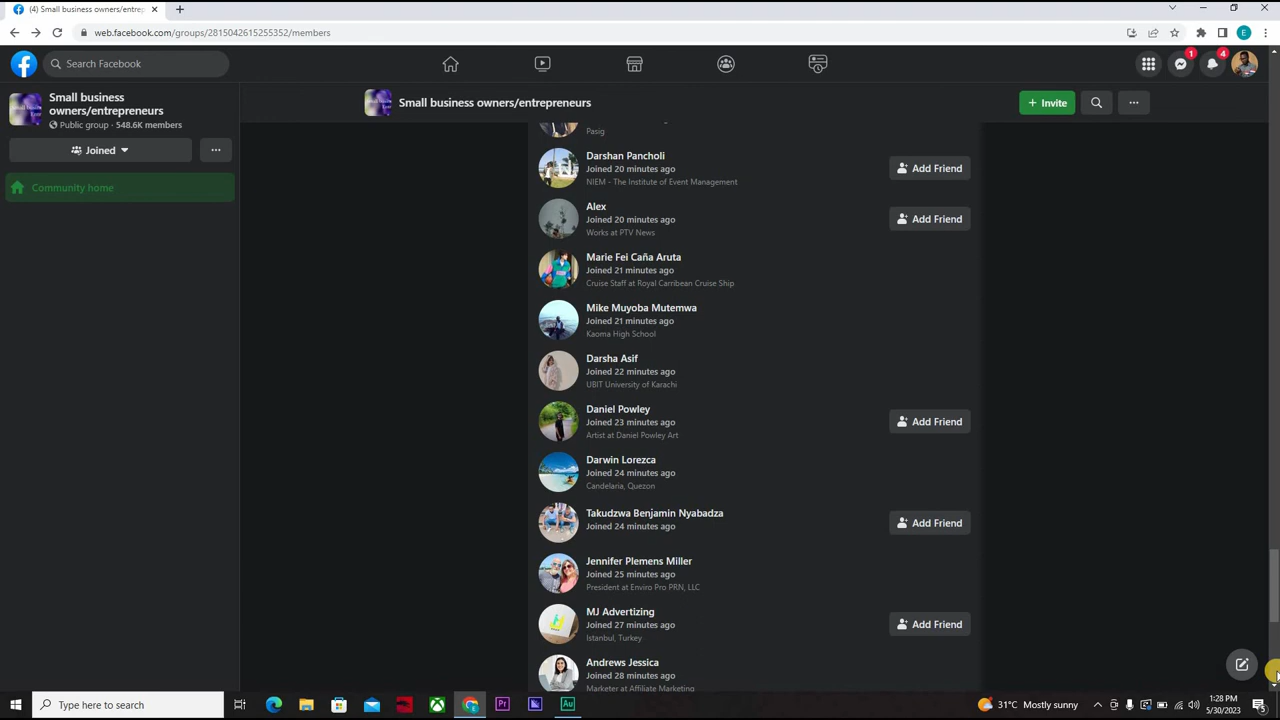 (4) Small business owners/entrep
web.facebook.com/groups/2815042615255352/members
E
Search Facebook
1
4
Small business
owners/entrepreneurs
Public group · 548.6K members
Joined
Community home
Small business owners/entrepreneurs
+ Invite
Pasig
Darshan Pancholi
Joined 20 minutes ago
NIEM - The Institute of Event Management
Add Friend
Alex
Joined 20 minutes ago
Works at PTV News
Add Friend
Marie Fei Caña Aruta
Joined 21 minutes ago
Cruise Staff at Royal Carribean Cruise Ship
Mike Muyoba Mutemwa
Joined 21 minutes ago
Kaoma High School
Darsha Asif
Joined 22 minutes ago
UBIT University of Karachi
Daniel Powley
Joined 23 minutes ago
Artist at Daniel Powley Art
Add Friend
Darwin Lorezca
Joined 24 minutes ago
Candelaria, Quezon
Takudzwa Benjamin Nyabadza
Joined 24 minutes ago
Add Friend
Jennifer Plemens Miller
Joined 25 minutes ago
President at Enviro Pro PRN, LLC
MJ Advertizing
Joined 27 minutes ago
Istanbul, Turkey
Add Friend
Andrews Jessica
Joined 28 minutes ago
Marketer at Affiliate Marketing
Type here to search
Pr
Au
31°C Mostly sunny
1:28 PM
5/30/2023